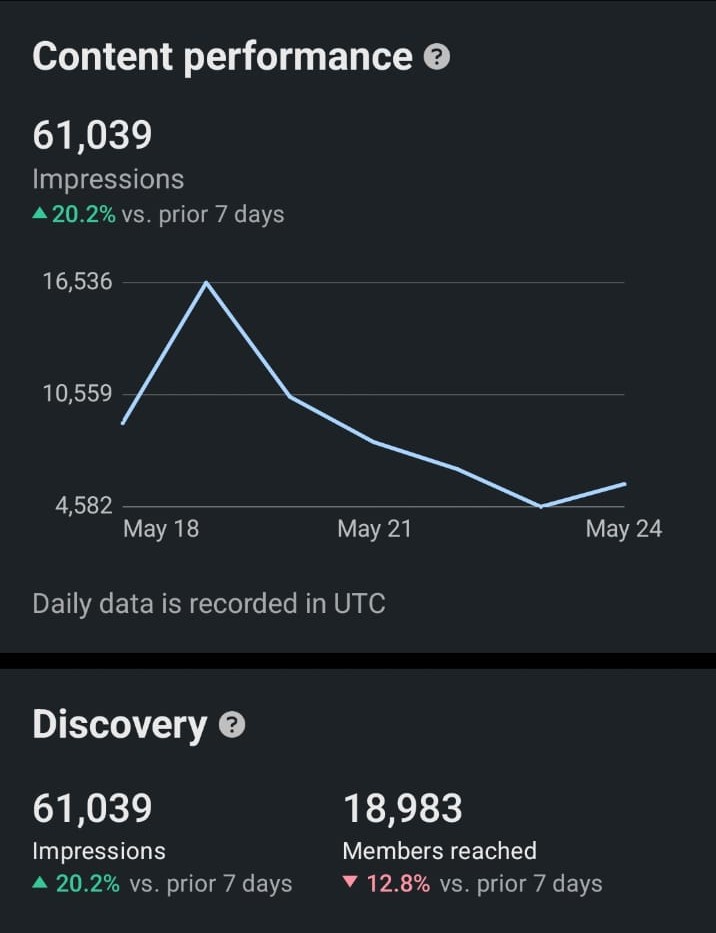 Content performance ?
61,039
Impressions
▲ 20.2% vs. prior 7 days
16,536
10,559
4,582
May 18 May 21 May 24
Daily data is recorded in UTC
Discovery ?
61,039 18,983
Impressions Members reached
▲ 20.2% vs. prior 7 days ▼ 12.8% vs. prior 7 days